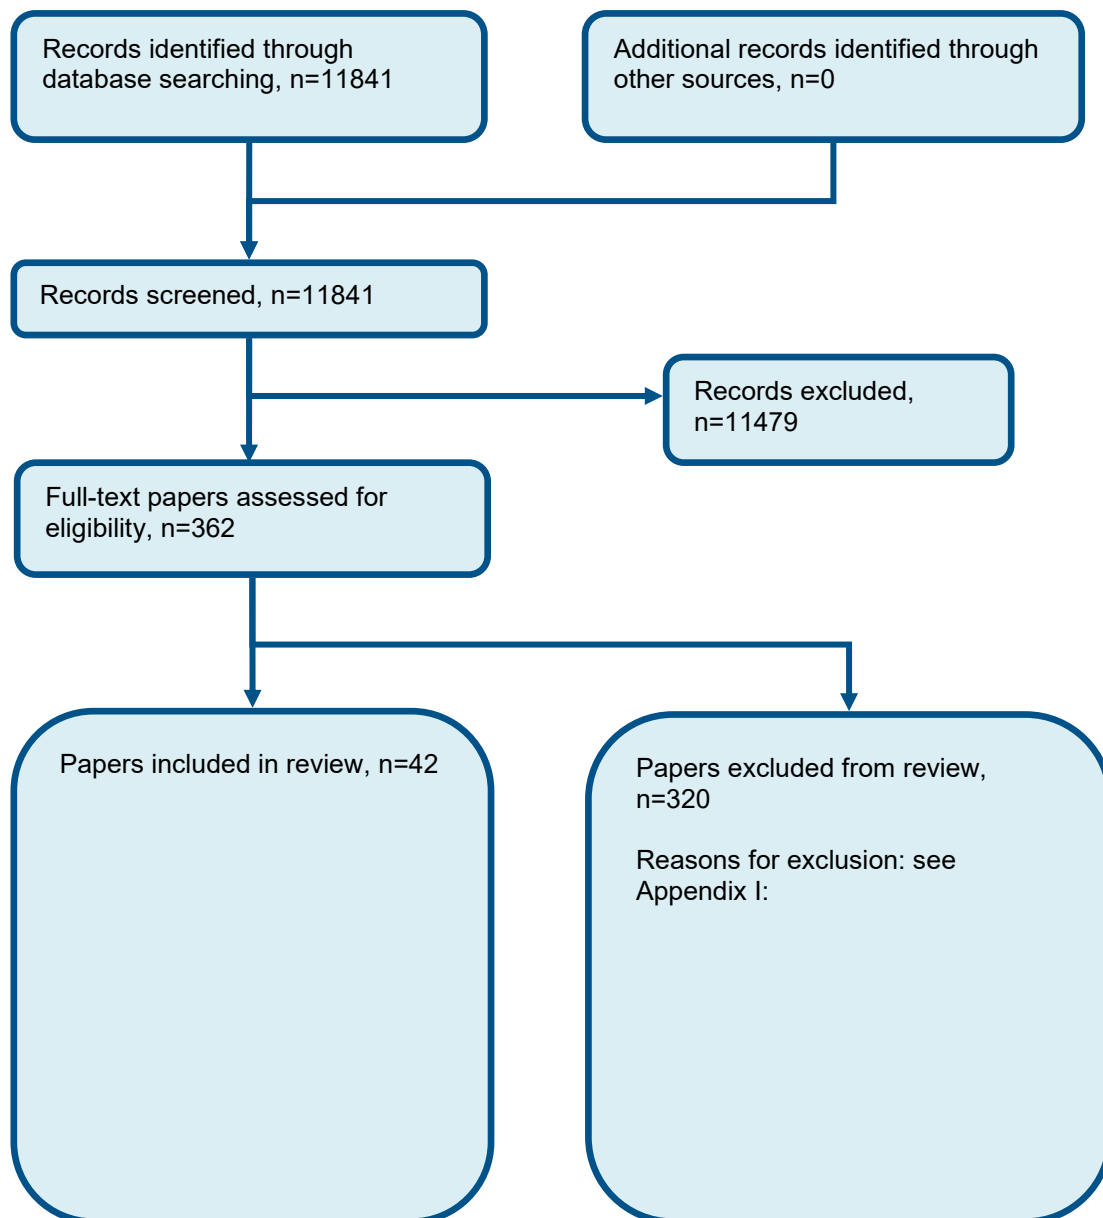 Records identified through
database searching, n=11841
Additional records identified through
other sources, n=0
Records screened, n=11841
Records excluded,
n=11479
Full-text papers assessed for
eligibility, n=362
Papers included in review, n=42
Papers excluded from review,
n=320
Reasons for exclusion: see
Appendix I: